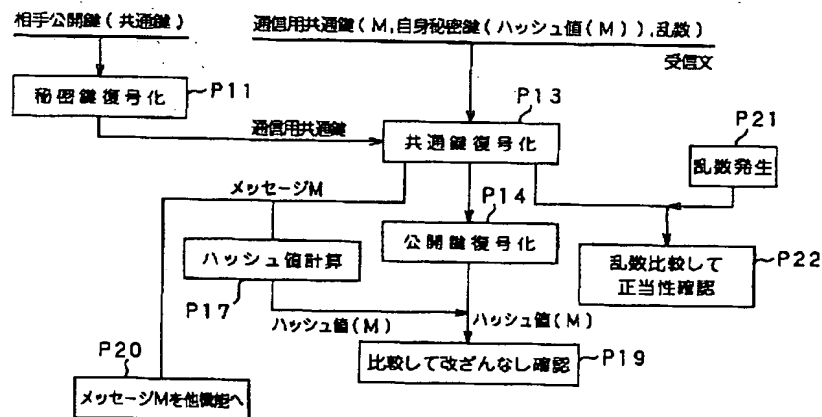 相手公開鍵(共通鍵)
通信用共通鍵(M,自身秘密鍵(ハッシュ値(M)),乱数)
受信文
秘密鍵復号化
P11
P13
通信用共通鍵
共通鍵復号化
P21
乱数発生
メッセージM
P14
公開鍵復号化
ハッシュ値計算
P17
乱数比較して
正当性確認
P22
ハッシュ値(M)
ハッシュ値(M)
P20
比較して改ざんなし確認
P19
メッセージMを他機能へ